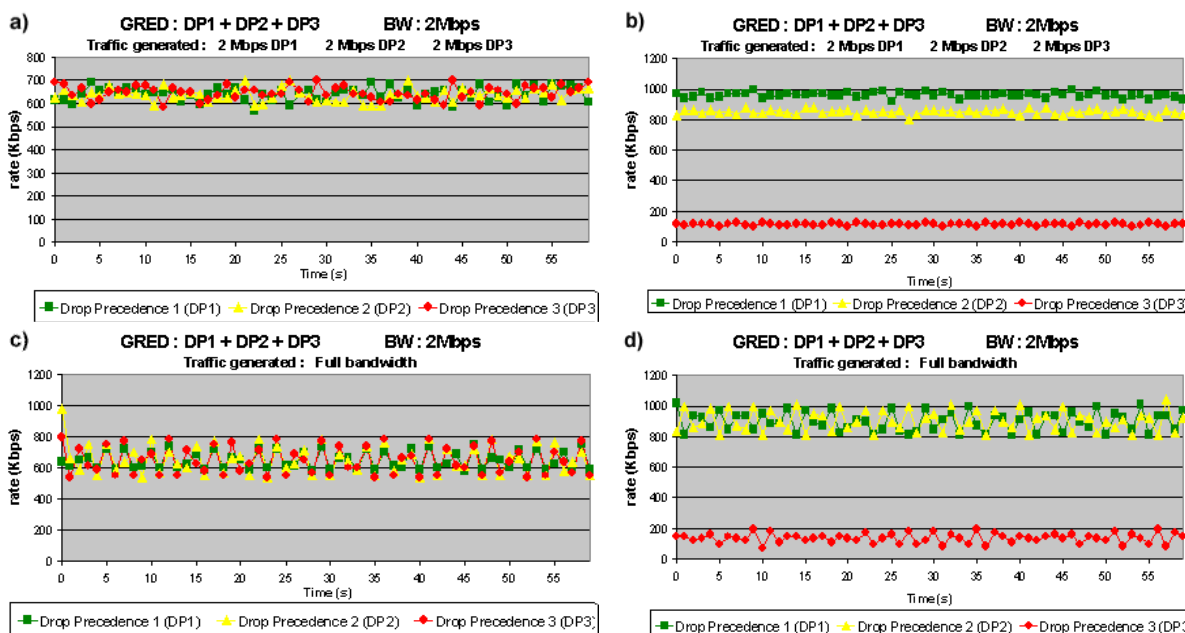 a)
GRED : DP1 + DP2 + DP3 BW : 2Mbps
Traffic generated : 2 Mbps DP1 2 Mbps DP2 2 Mbps DP3
800
700
600
500
400
300
200
100
0
rate (Kbps)
0 5 10 15 20 25 30 35 40 45 50 55
Time (s)
Drop Precedence 1 (DP1) Drop Precedence 2 (DP2) Drop Precedence 3 (DP3
b)
GRED : DP1 + DP2 + DP3 BW : 2Mbps
Traffic generated : 2 Mbps DP1 2 Mbps DP2 2 Mbps DP3
1200
1000
800
600
400
200
0
rate (Kbps)
0 5 10 15 20 25 30 35 40 45 50 55
Time (s)
Drop Precedence 1 (DP1) Drop Precedence 2 (DP2) Drop Precedence 3 (DP3
c)
GRED : DP1 + DP2 + DP3 BW : 2Mbps
Traffic generated : Full bandwidth
1200
1000
800
600
400
200
0
rate (Kbps)
0 5 10 15 20 25 30 35 40 45 50 55
Time (s)
Drop Precedence 1 (DP1) Drop Precedence 2 (DP2) Drop Precedence 3 (DP3)
d)
GRED : DP1 + DP2 + DP3 BW : 2Mbps
Traffic generated : Full bandwidth
1200
1000
800
600
400
200
0
rate (Kbps)
0 5 10 15 20 25 30 35 40 45 50 55
Time (s)
Drop Precedence 1 (DP1) Drop Precedence 2 (DP2) Drop Precedence 3 (DP3